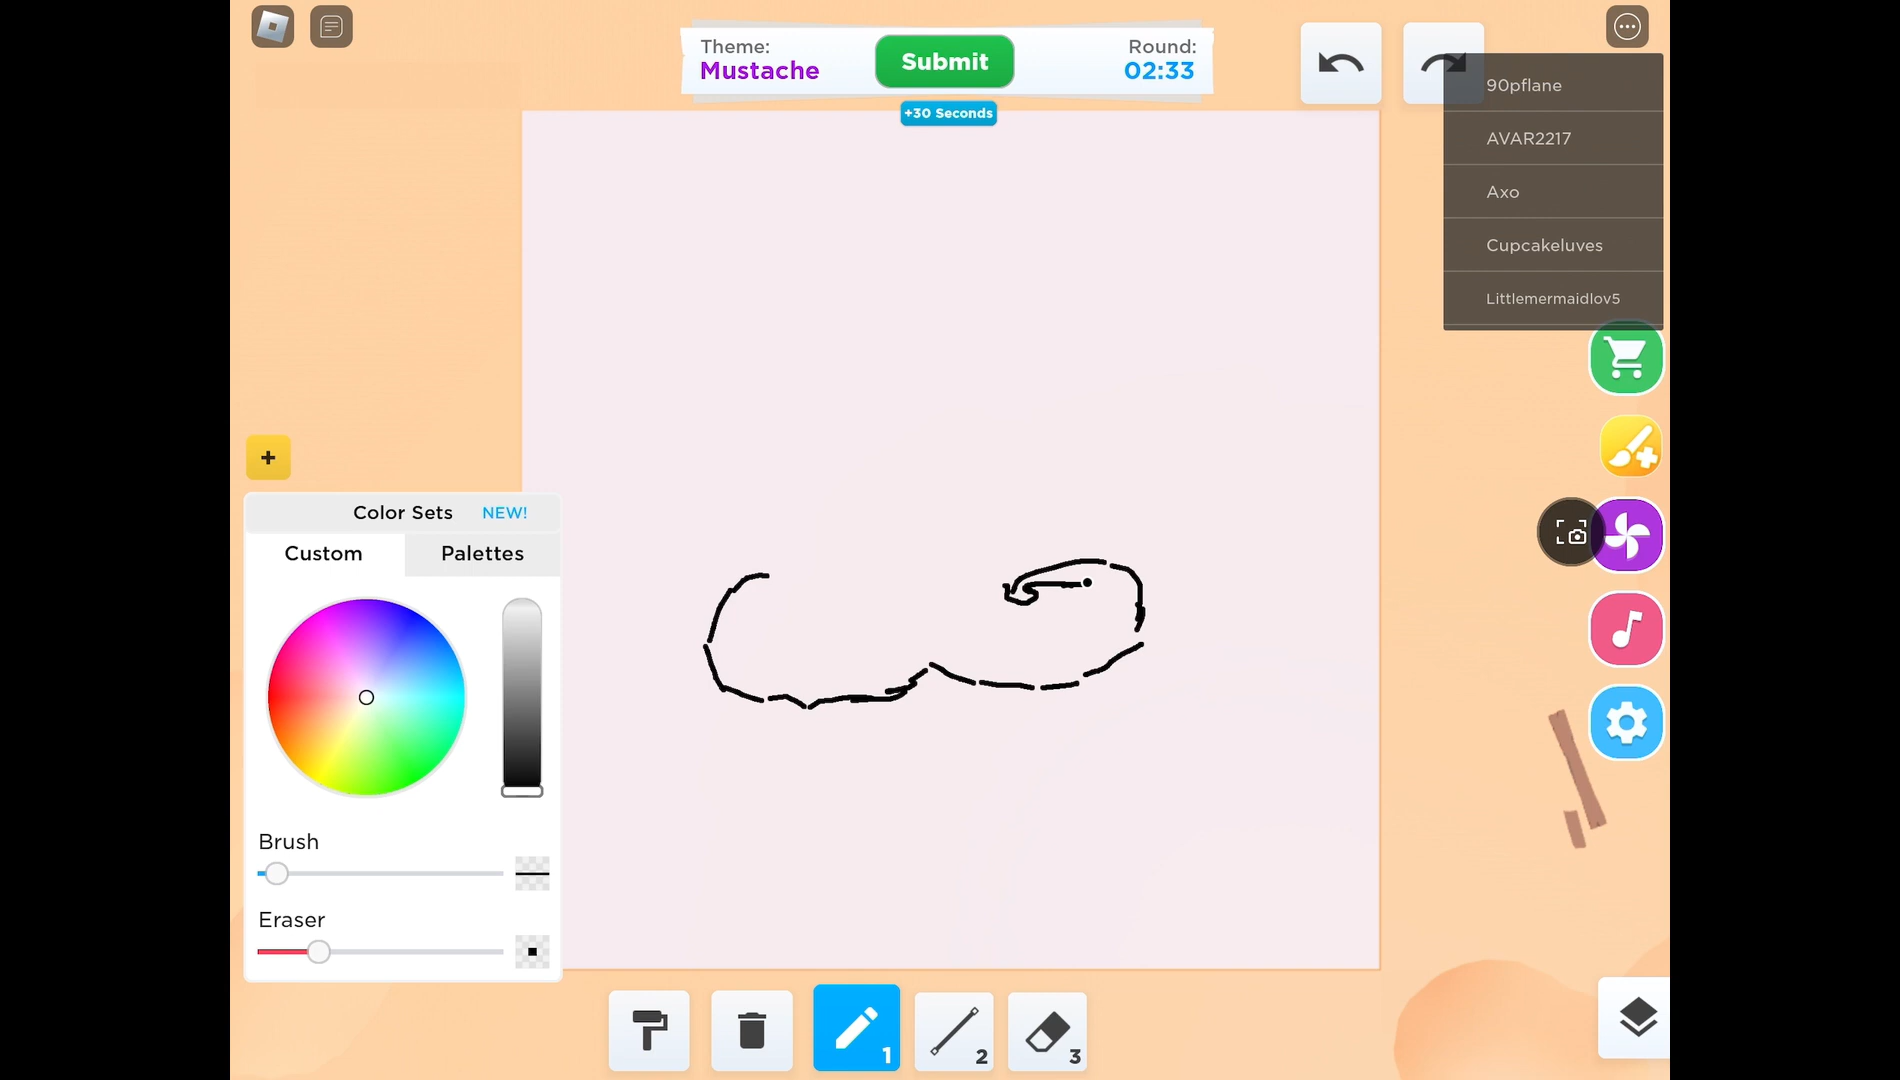 Theme:
Mustache
Submit
Round:
02:33
+30 Seconds
90pflane
AVAR2217
Axo
Cupcakeluves
Littlemermaidlov5
+
Color Sets NEW!
Custom
Palettes
Brush
Eraser
1
2
3